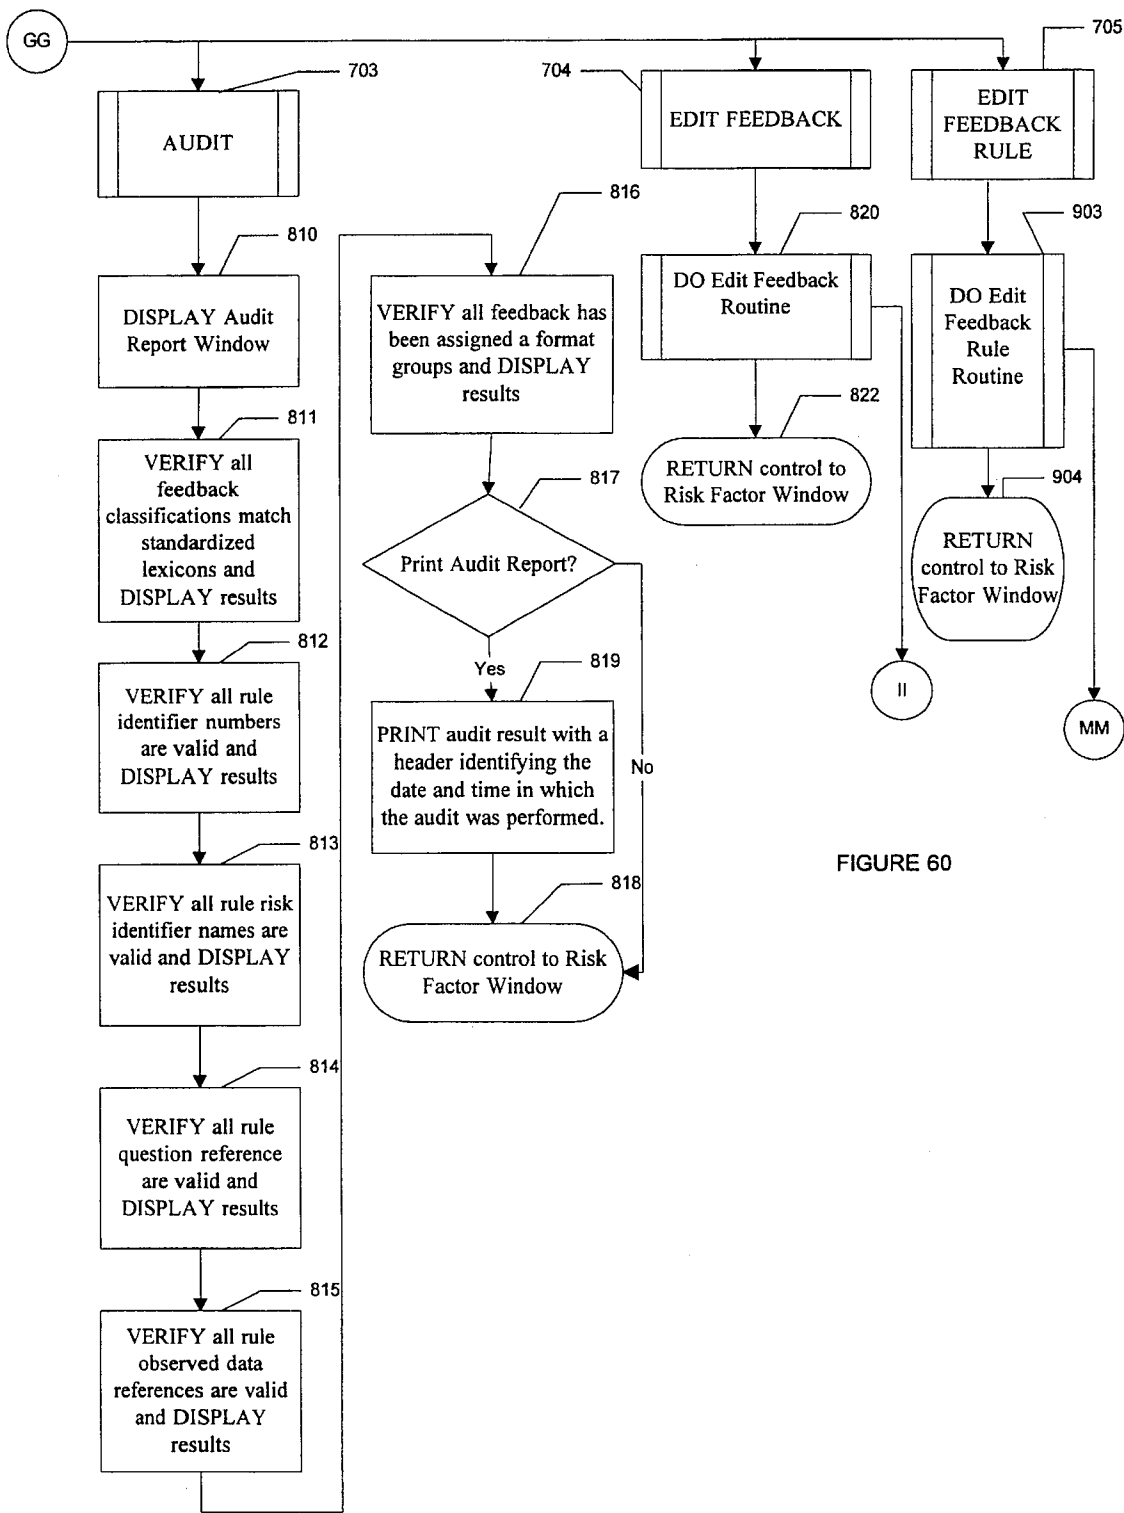 GG
703
AUDIT
810
DISPLAY Audit
Report Window
811
VERIFY all
feedback
classifications match
standardized
lexicons and
DISPLAY results
812
VERIFY all rule
identifier numbers
are valid and
DISPLAY results
813
VERIFY all rule risk
identifier names are
valid and DISPLAY
results
814
VERIFY all rule
question reference
are valid and
DISPLAY results
815
VERIFY all rule
observed data
references are valid
and DISPLAY
results
816
VERIFY all feedback has
been assigned a format
groups and DISPLAY
results
817
Print Audit Report?
Yes
No
819
PRINT audit result with a
header identifying the
date and time in which
the audit was performed.
818
RETURN control to Risk
Factor Window
704
EDIT FEEDBACK
820
DO Edit Feedback
Routine
822
RETURN control to
Risk Factor Window
II
705
EDIT
FEEDBACK
RULE
903
DO Edit
Feedback
Rule
Routine
904
RETURN
control to Risk
Factor Window
MM
FIGURE 60